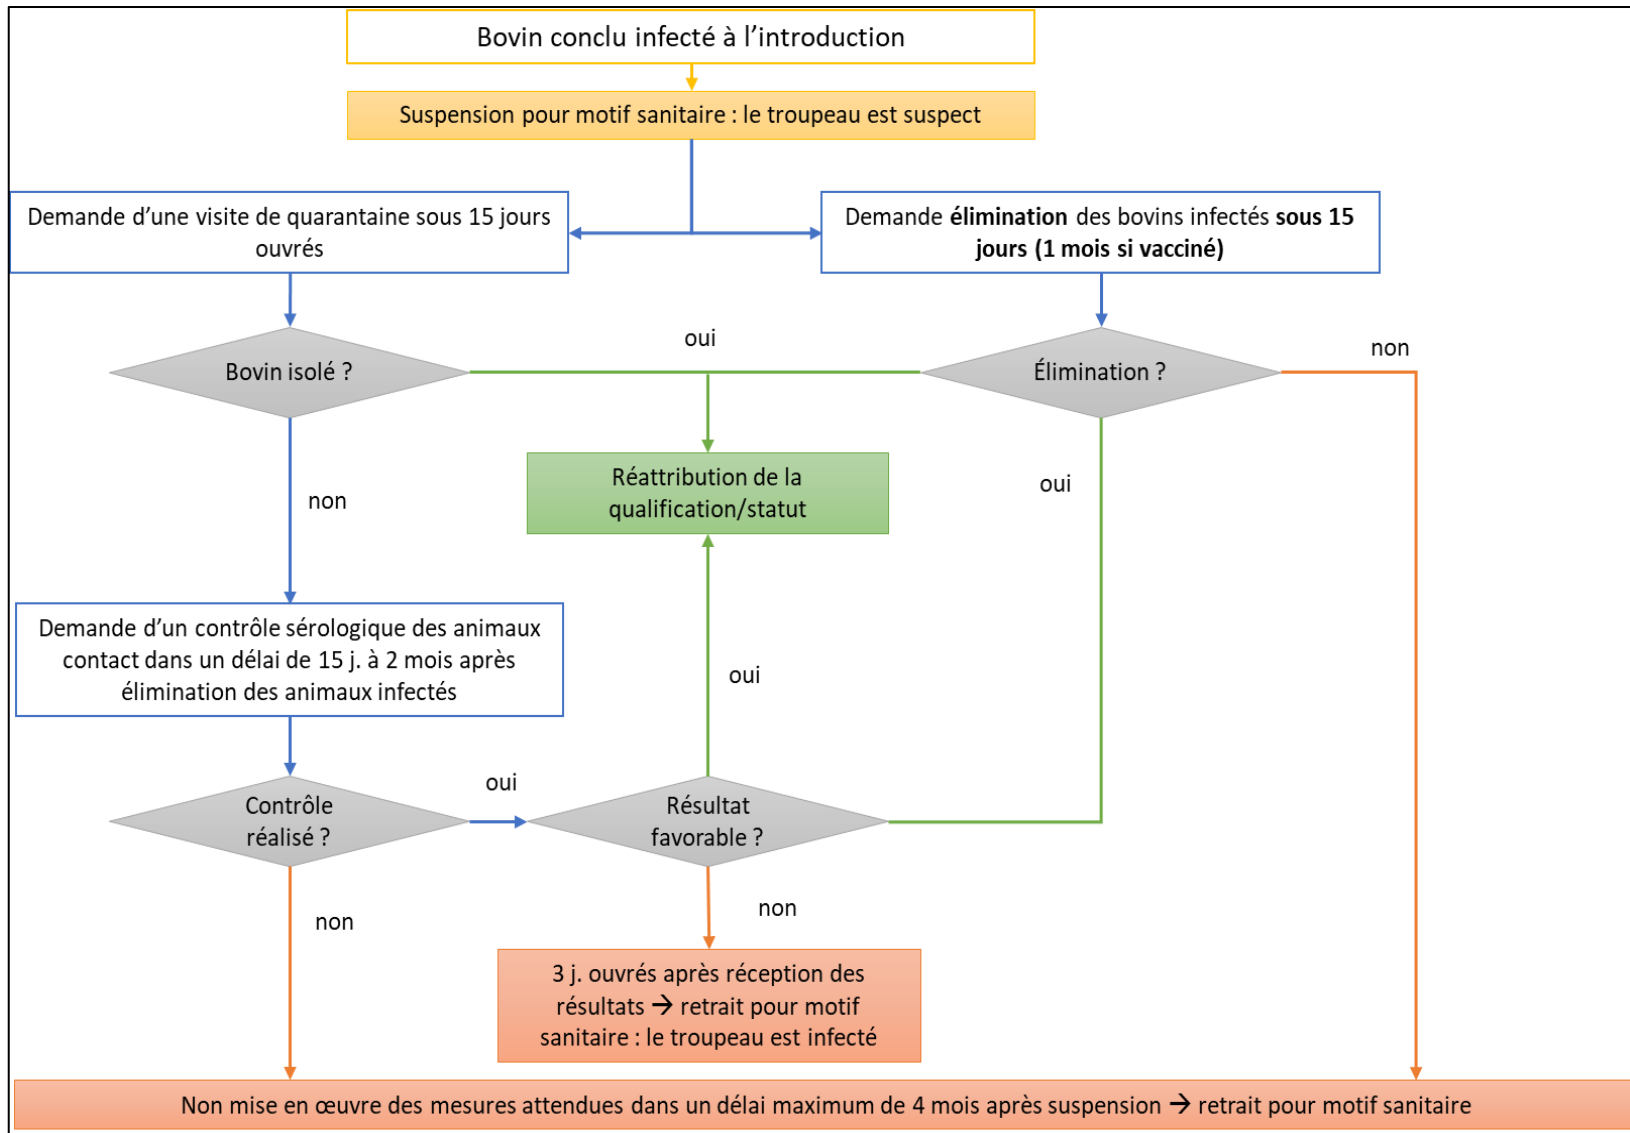 Bovin conclu infecté à l’introduction
Suspension pour motif sanitaire : le troupeau est suspect
Demande d’une visite de quarantaine sous 15 jours
ouvrés
Demande élimination des bovins infectés sous 15
jours (1 mois si vacciné)
Bovin isolé ?
oui
Élimination ?
non
Réattribution de la
qualification/statut
non
oui
Demande d’un contrôle sérologique des animaux
contact dans un délai de 15 j. à 2 mois après
élimination des animaux infectés
oui
Contrôle
réalisé ?
oui
Résultat
favorable ?
non
non
3 j. ouvrés après réception des
résultats → retrait pour motif
sanitaire : le troupeau est infecté
Non mise en œuvre des mesures attendues dans un délai maximum de 4 mois après suspension → retrait pour motif sanitaire